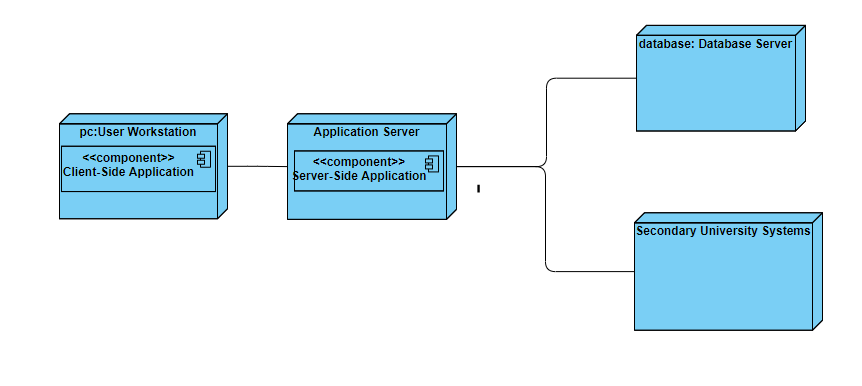 database: Database Server
pc:User Workstation
<<component>>
Client-Side Application
Application Server
<<component>>
Server-Side Application
Secondary University Systems